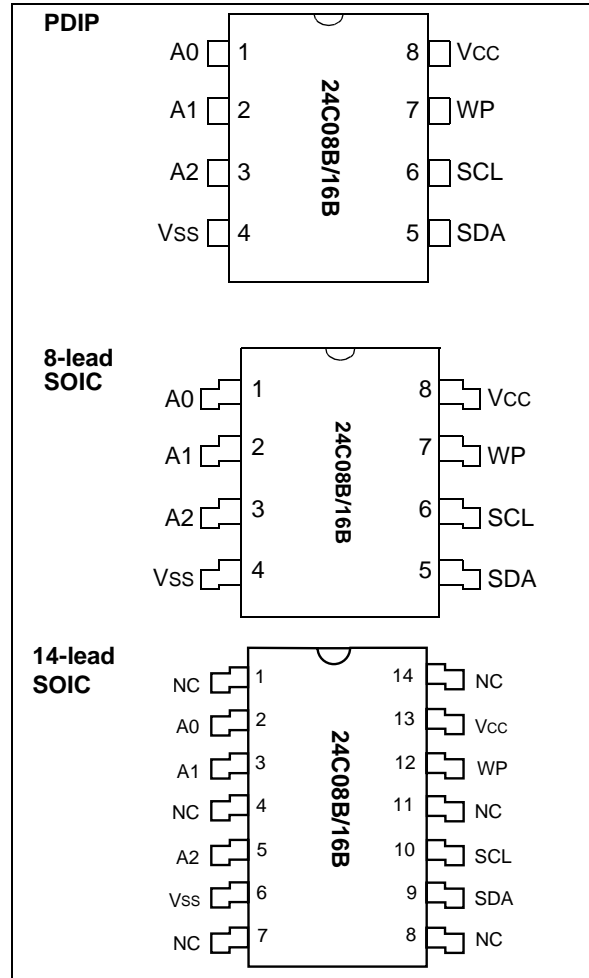 PDIP
A0 1 8 VCC
A1 2 7 WP
A2 3 6 SCL
VSS 4 5 SDA
24C08B/16B
8-lead
SOIC
A0 1 8 VCC
A1 2 7 WP
A2 3 6 SCL
VSS 4 5 SDA
24C08B/16B
14-lead
SOIC
NC 1 14 NC
A0 2 13 VCC
A1 3 12 WP
NC 4 11 NC
A2 5 10 SCL
VSS 6 9 SDA
NC 7 8 NC
24C08B/16B